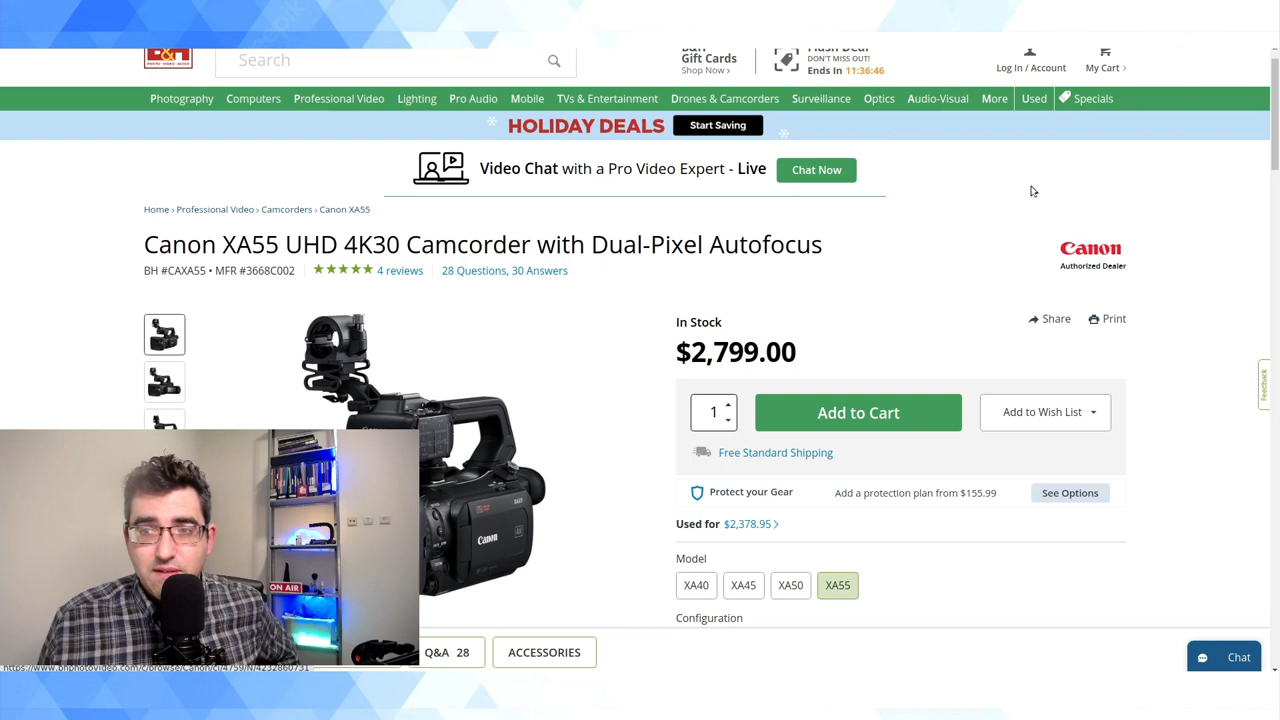 B&H
PHOTO · VIDEO · AUDIO
Search
B&H
Gift Cards
Shop Now ›
Flash Deal
DON'T MISS OUT!
Ends In 11:36:46
Log In / Account
My Cart ›
Photography Computers Professional Video Lighting Pro Audio Mobile TVs & Entertainment Drones & Camcorders Surveillance Optics Audio-Visual More Used Specials
HOLIDAY DEALS Start Saving
Video Chat with a Pro Video Expert - Live Chat Now
Home › Professional Video › Camcorders › Canon XA55
Canon XA55 UHD 4K30 Camcorder with Dual-Pixel Autofocus
BH #CAXA55 • MFR #3668C002 4 reviews 28 Questions, 30 Answers
Canon
Authorized Dealer
In Stock
Share Print
$2,799.00
1 Add to Cart Add to Wish List
Free Standard Shipping
Protect your Gear Add a protection plan from $155.99 See Options
Used for $2,378.95 ›
Model
XA40 XA45 XA50 XA55
Configuration
Feedback
Canon
ON AIR
Q&A 28 ACCESSORIES
Chat